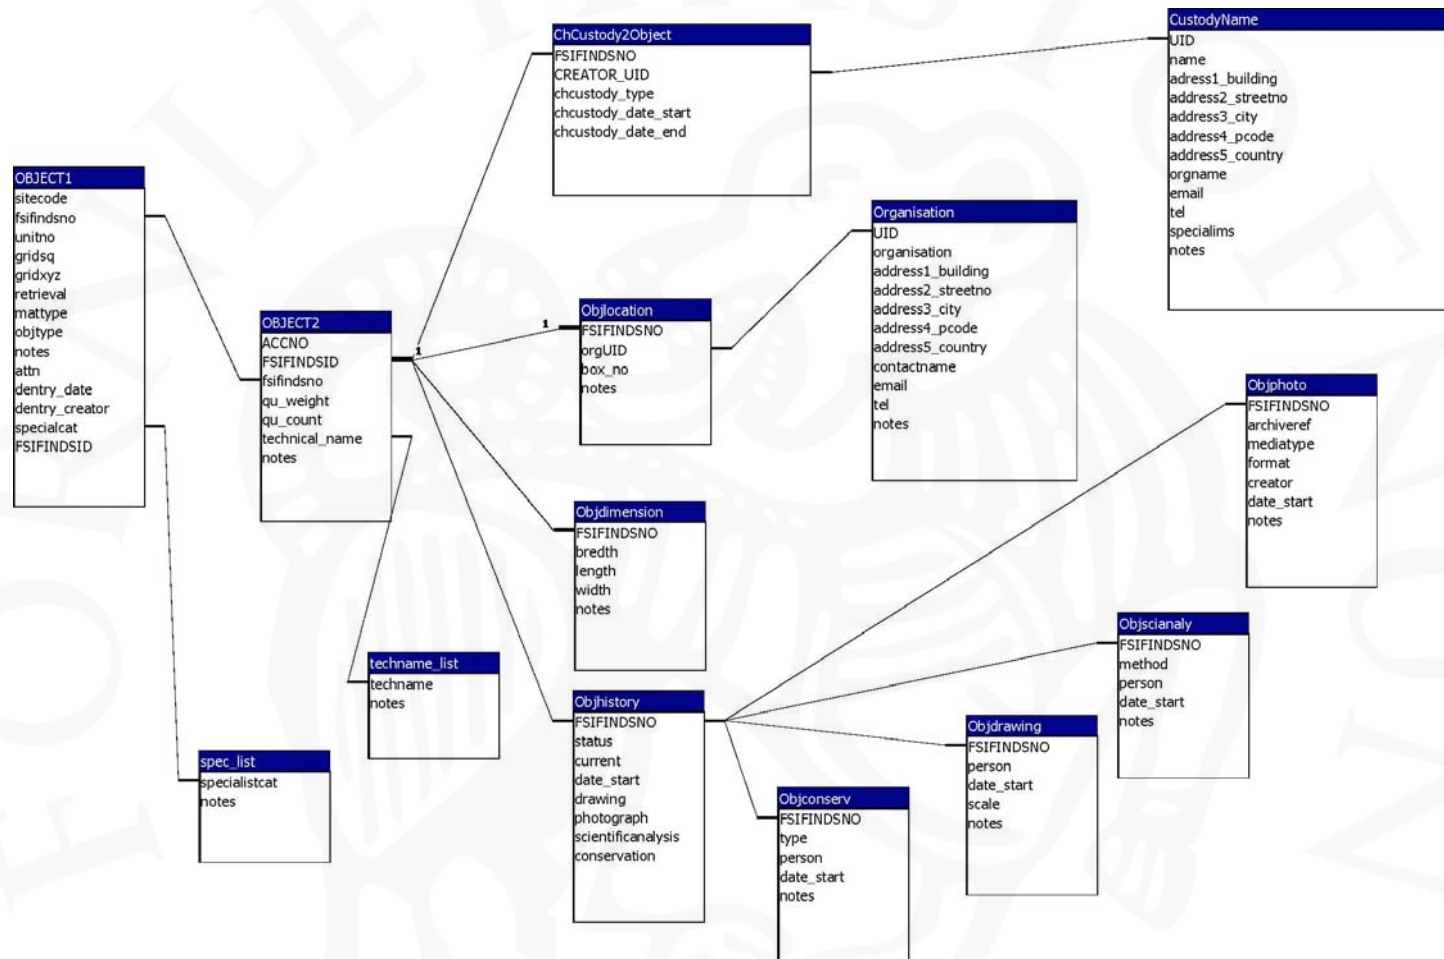 OBJECT1
sitecode
fsifindsno
unitno
gridsq
gridxyz
retrieval
mattype
objtype
notes
attn
dentry_date
dentry_creator
specialcat
FSIFINDSID
OBJECT2
ACCNO
FSIFINDSID
fsifindsno
qu_weight
qu_count
technical_name
notes
1
1
spec_list
specialistcat
notes
techname_list
techname
notes
ChCustody2Object
FSIFINDSNO
CREATOR_UID
chcustody_type
chcustody_date_start
chcustody_date_end
Objlocation
FSIFINDSNO
orgUID
box_no
notes
Objdimension
FSIFINDSNO
bredth
length
width
notes
Objhistory
FSIFINDSNO
status
current
date_start
drawing
photograph
scientificanalysis
conservation
Organisation
UID
organisation
address1_building
address2_streetno
address3_city
address4_pcode
address5_country
contactname
email
tel
notes
CustodyName
UID
name
adress1_building
address2_streetno
address3_city
address4_pcode
address5_country
orgname
email
tel
specialims
notes
Objphoto
FSIFINDSNO
archiveref
mediatype
format
creator
date_start
notes
Objscianaly
FSIFINDSNO
method
person
date_start
notes
Objdrawing
FSIFINDSNO
person
date_start
scale
notes
Objconserv
FSIFINDSNO
type
person
date_start
notes